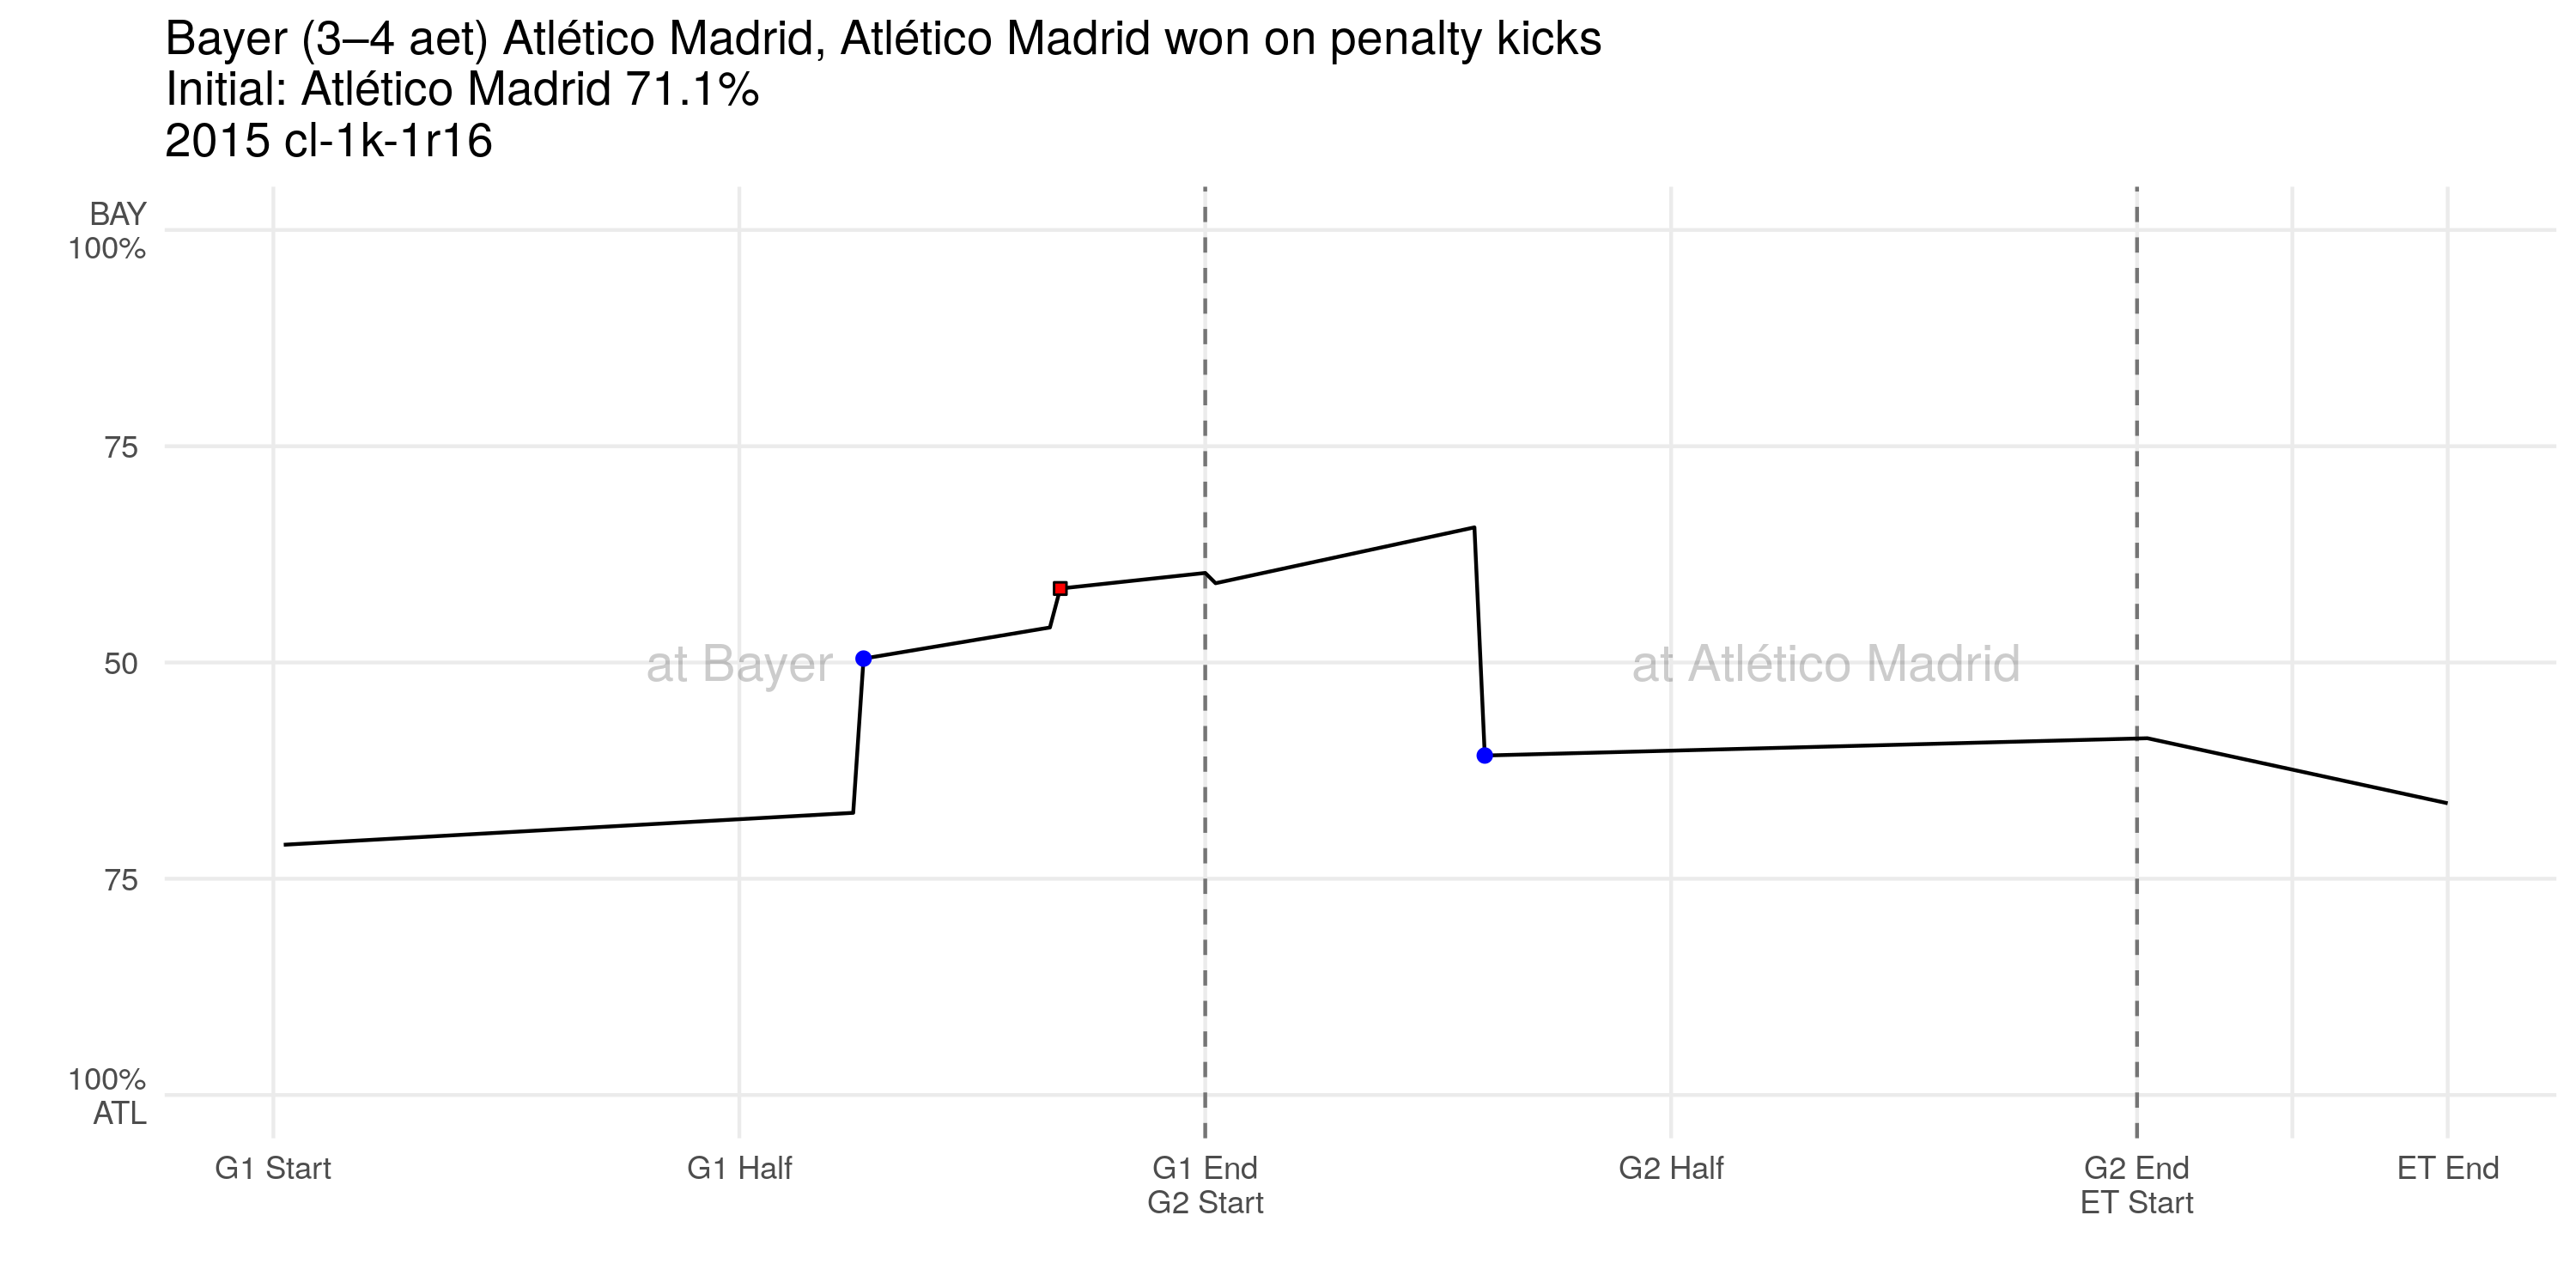 Bayer (3–4 aet) Atlético Madrid, Atlético Madrid won on penalty kicks
Initial: Atlético Madrid 71.1%
2015 cl-1k-1r16
BAY
100%
75
50
75
100%
ATL
at Bayer
at Atlético Madrid
G1 Start
G1 Half
G1 End
G2 Start
G2 Half
G2 End
ET Start
ET End